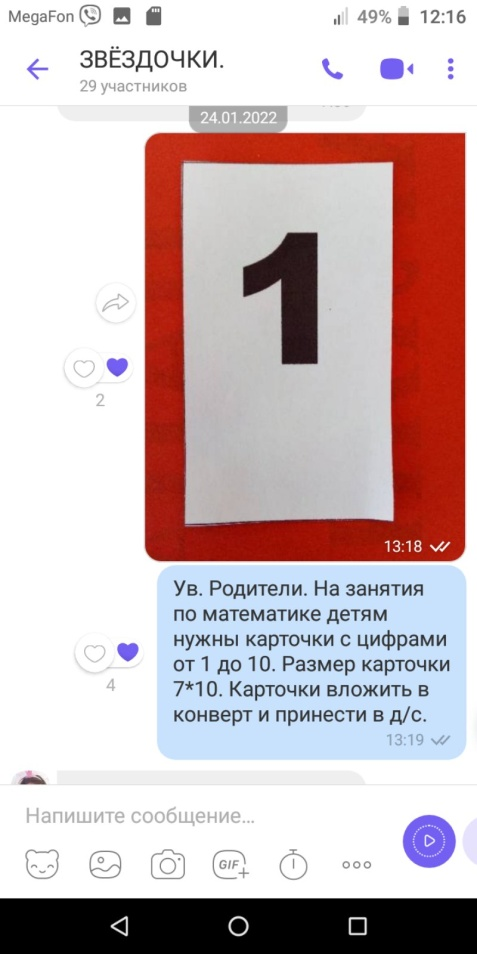 MegaFon 49% 12:16
ЗВЁЗДОЧКИ.
29 участников
24.01.2022
1
2
13:18
Ув. Родители. На занятия
по математике детям
нужны карточки с цифрами
от 1 до 10. Размер карточки
7*10. Карточки вложить в
конверт и принести в д/с.
4
13:19
Напишите сообщение...
GIF